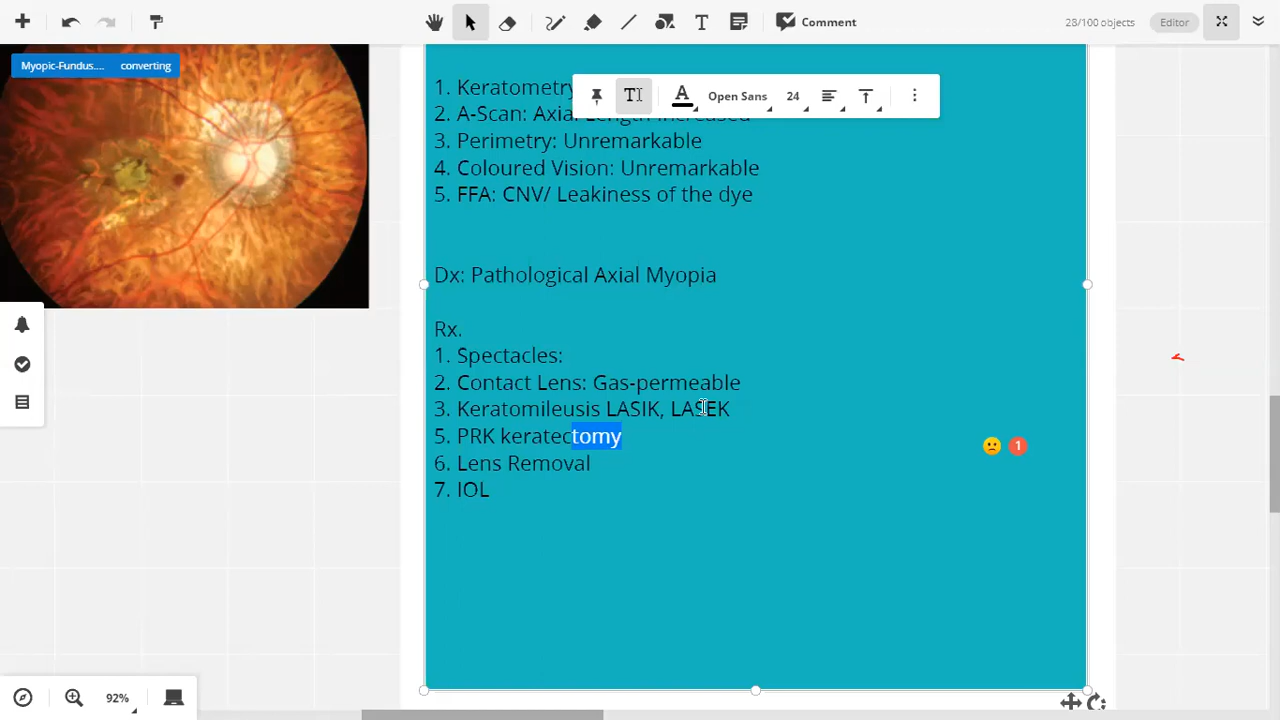 Comment
28/100 objects
Editor
Myopic-Fundus.... converting
Open Sans 24
1. Keratometry
2. A-Scan: Axial Length Increased
3. Perimetry: Unremarkable
4. Coloured Vision: Unremarkable
5. FFA: CNV/ Leakiness of the dye
Dx: Pathological Axial Myopia
Rx.
1. Spectacles:
2. Contact Lens: Gas-permeable
3. Keratomileusis LASIK, LASEK
5. PRK keratectomy
6. Lens Removal
7. IOL
1
92%